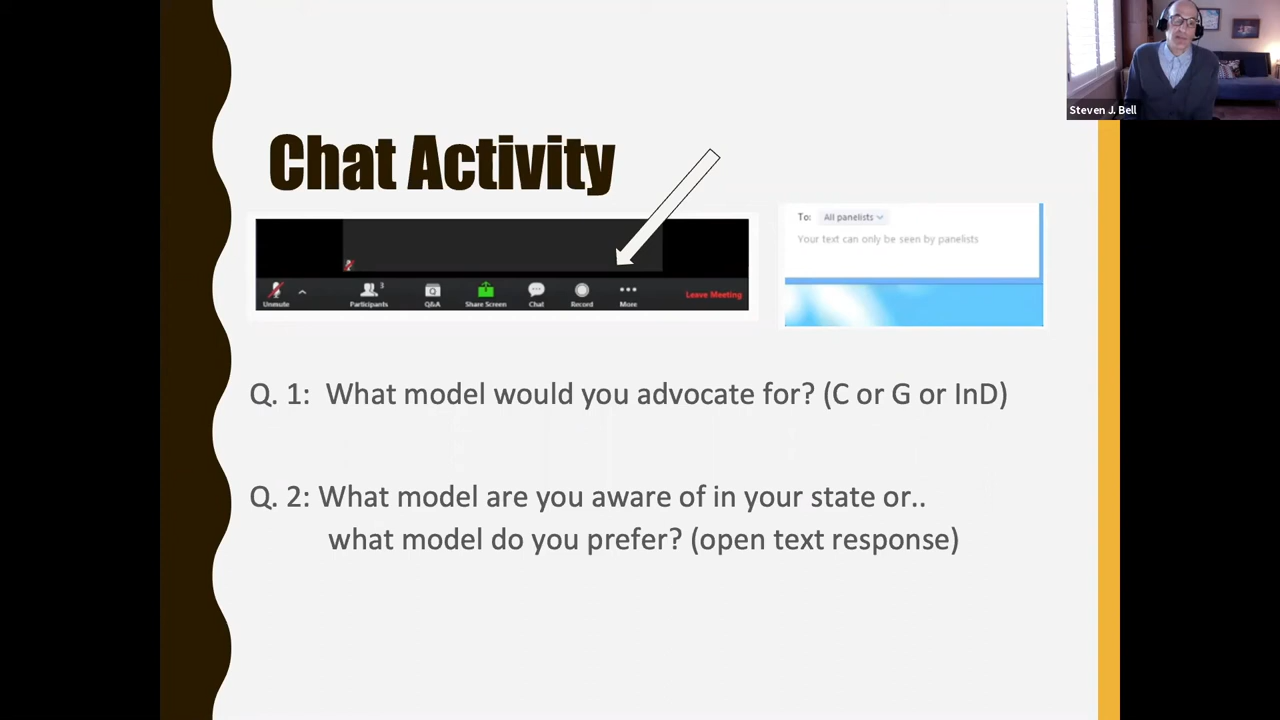 Steven J. Bell
Chat Activity
To: All panelists
Your text can only be seen by panelists
3
Unmute Participants Q&A Share Screen Chat Record More Leave Meeting
Q. 1: What model would you advocate for? (C or G or InD)
Q. 2: What model are you aware of in your state or..
what model do you prefer? (open text response)